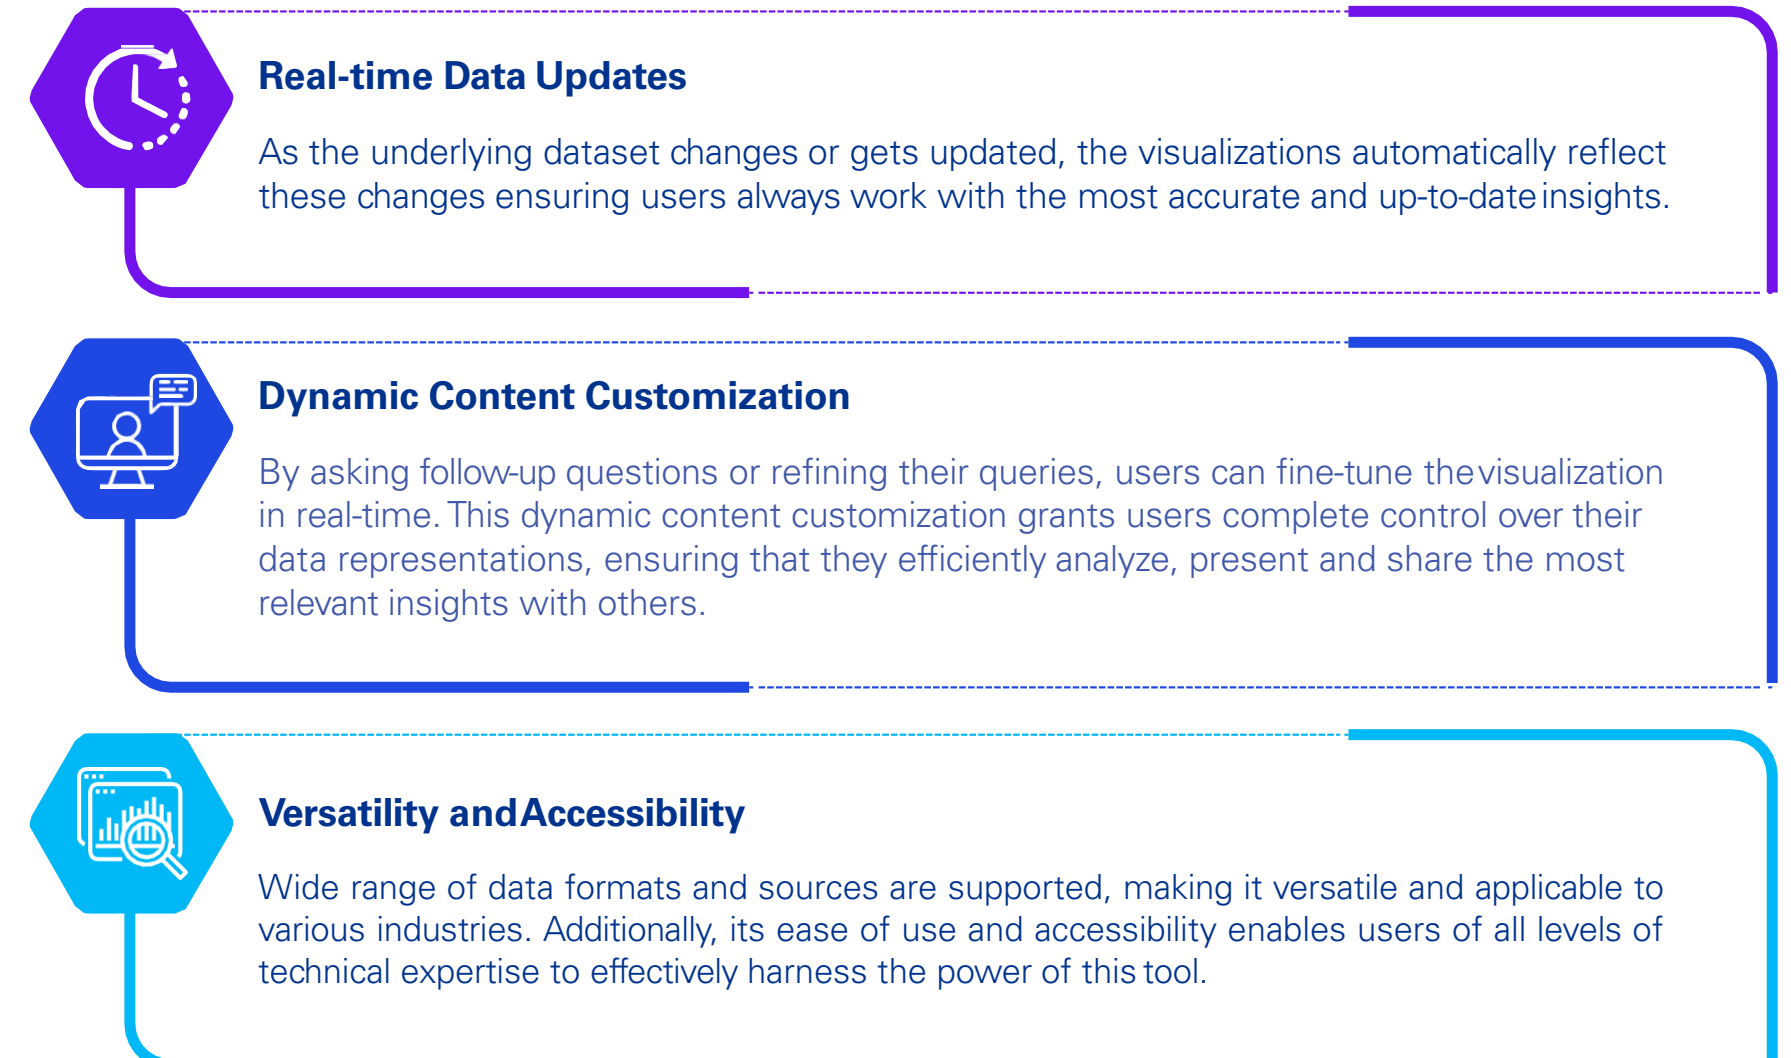 Real-time Data Updates
As the underlying dataset changes or gets updated, the visualizations automatically reflect
these changes ensuring users always work with the most accurate and up-to-date insights.
Dynamic Content Customization
By asking follow-up questions or refining their queries, users can fine-tune thevisualization
in real-time. This dynamic content customization grants users complete control over their
data representations, ensuring that they efficiently analyze, present and share the most
relevant insights with others.
Versatility andAccessibility
Wide range of data formats and sources are supported, making it versatile and applicable to
various industries. Additionally, its ease of use and accessibility enables users of all levels of
technical expertise to effectively harness the power of this tool.